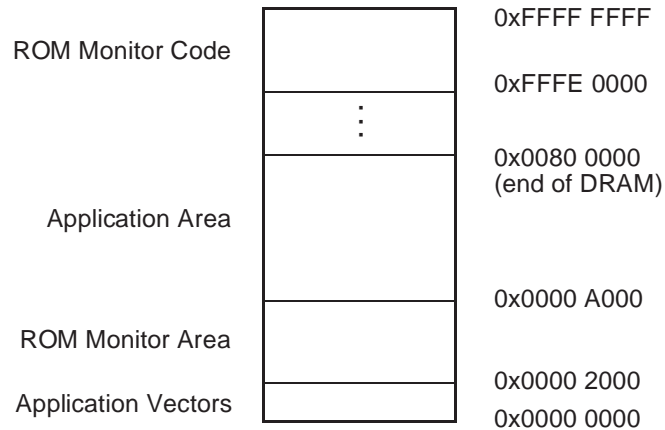 0xFFFF FFFF
ROM Monitor Code
0xFFFE 0000
0x0080 0000
(end of DRAM)
Application Area
0x0000 A000
ROM Monitor Area
0x0000 2000
Application Vectors
0x0000 0000